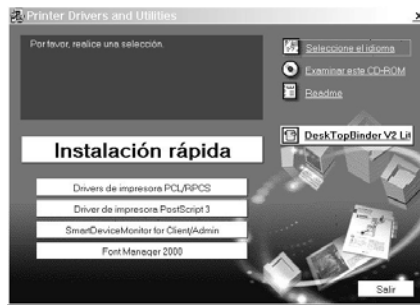 Printer Drivers and Utilities
Por favor, realice una selección.
Seleccione el idioma
Examinar este CD-ROM
Readme
DeskTopBinder V2 Lit
Instalación rápida
Drivers de impresora PCL/RPCS
Driver de impresora PostScript 3
SmartDeviceMonitor for Client/Admin
Font Manager 2000
Salir